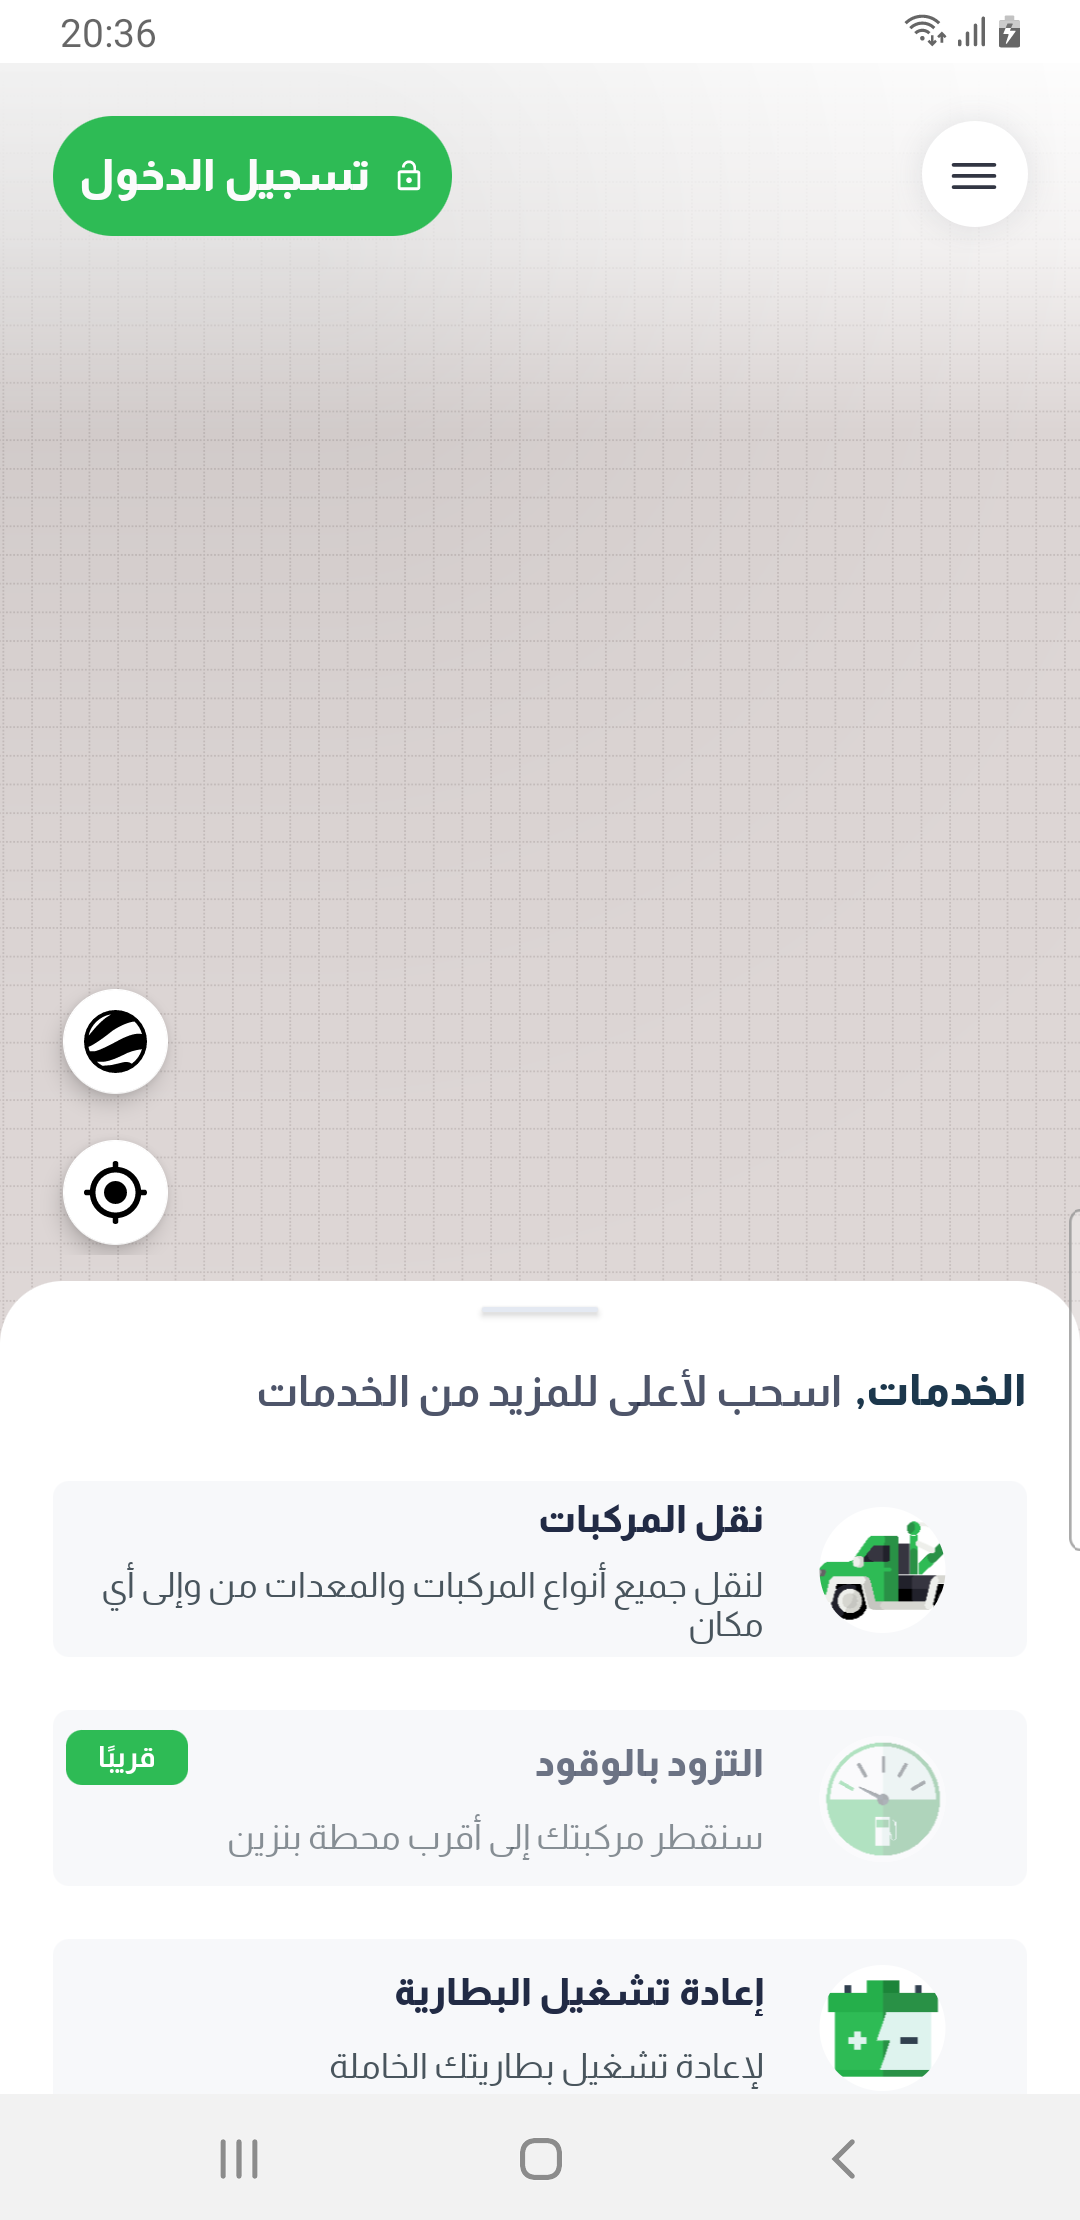 20:36
تسجيل الدخول
الخدمات, اسحب لأعلى للمزيد من الخدمات
نقل المركبات
لنقل جميع أنواع المركبات والمعدات من وإلى أي
مكان
التزود بالوقود
قريبًا
سنقطر مركبتك إلى أقرب محطة بنزين
إعادة تشغيل البطارية
لإعادة تشغيل بطاريتك الخاملة